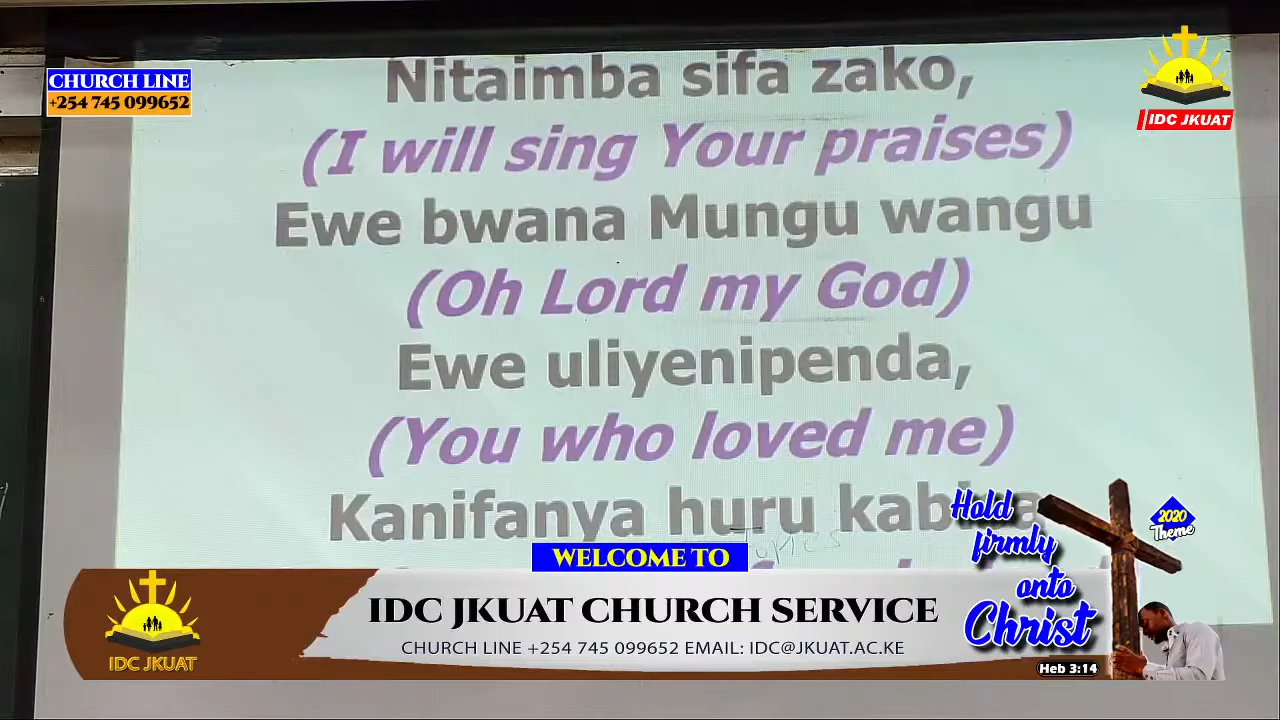 CHURCH LINE
+254 745 099652
IDC JKUAT
Nitaimba sifa zako,
(I will sing Your praises)
Ewe bwana Mungu wangu
(Oh Lord my God)
Ewe uliyenipenda,
(You who loved me)
Kanifanya huru
WELCOME TO
IDC JKUAT CHURCH SERVICE
CHURCH LINE +254 745 099652 EMAIL: IDC@JKUAT.AC.KE
IDC JKUAT
Hold
firmly
onto
Christ
2020
Theme
Heb 3:14